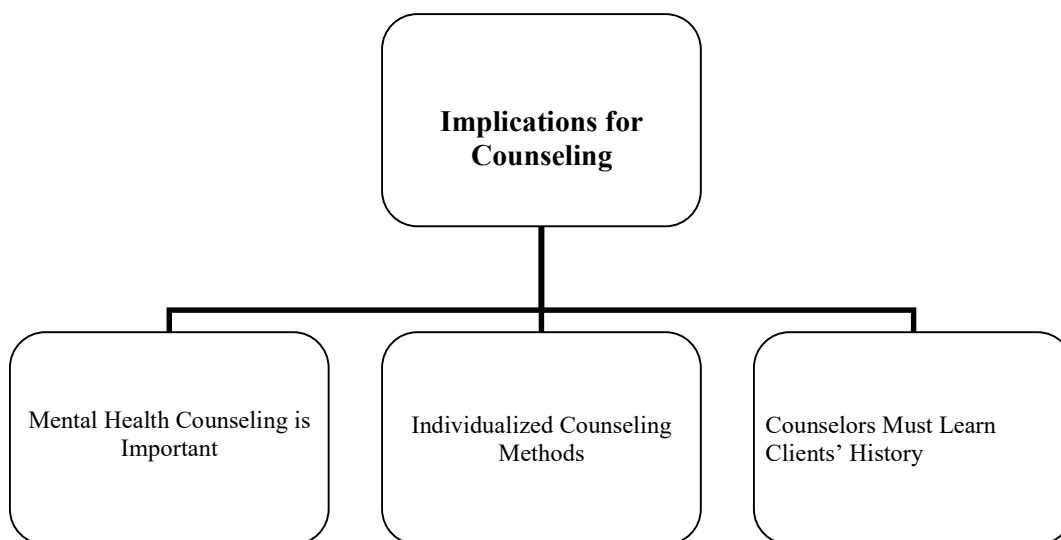 Implications for
Counseling
Mental Health Counseling is
Important
Individualized Counseling
Methods
Counselors Must Learn
Clients’ History